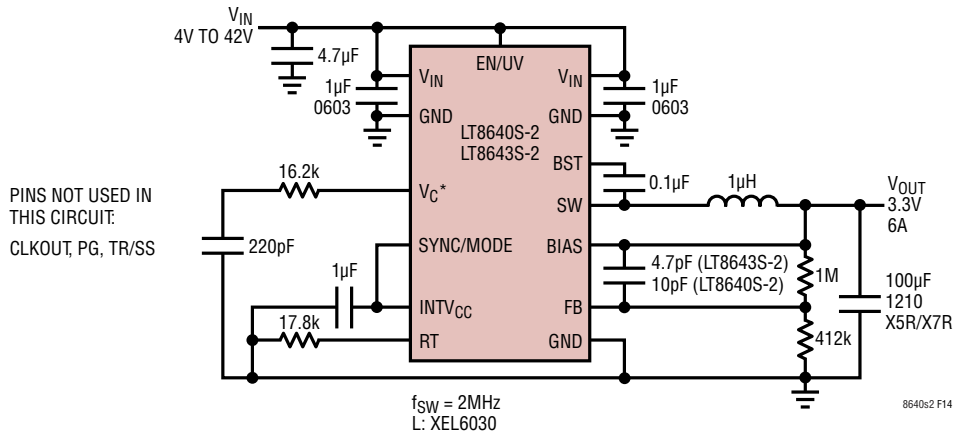 VIN
4V TO 42V
4.7µF
1µF
0603
VIN
GND
EN/UV
VIN
GND
1µF
0603
LT8640S-2
LT8643S-2
BST
0.1µF
1µH
SW
VOUT
3.3V
6A
16.2k
VC*
PINS NOT USED IN
THIS CIRCUIT:
CLKOUT, PG, TR/SS
220pF
SYNC/MODE
BIAS
4.7pF (LT8643S-2)
10pF (LT8640S-2)
1M
100µF
1210
X5R/X7R
1µF
INTVCC
FB
17.8k
RT
GND
412k
fSW = 2MHz
L: XEL6030
8640s2 F14